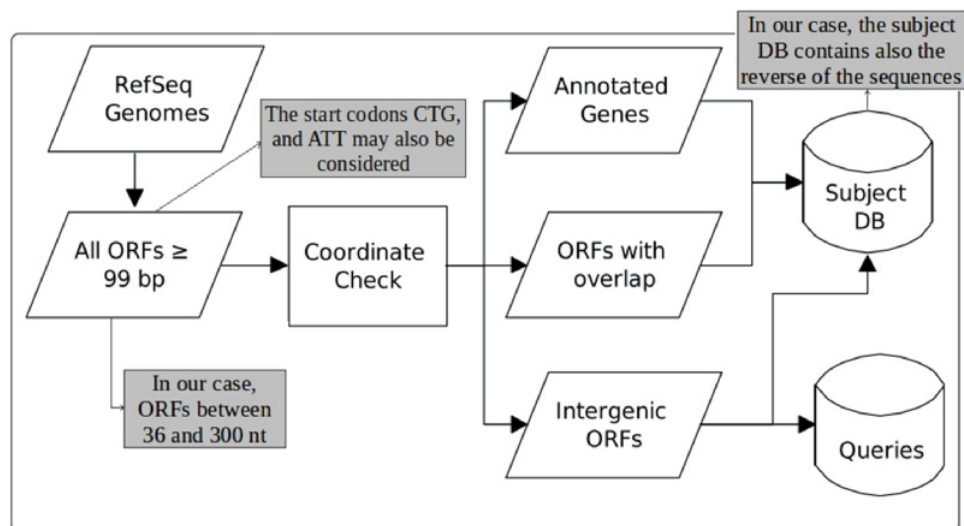 RefSeq
Genomes
The start codons CTG,
and ATT may also be
considered
All ORFs ≥
99 bp
In our case,
ORFs between
36 and 300 nt
Coordinate
Check
Annotated
Genes
ORFs with
overlap
Intergenic
ORFs
In our case, the subject
DB contains also the
reverse of the sequences
Subject
DB
Queries